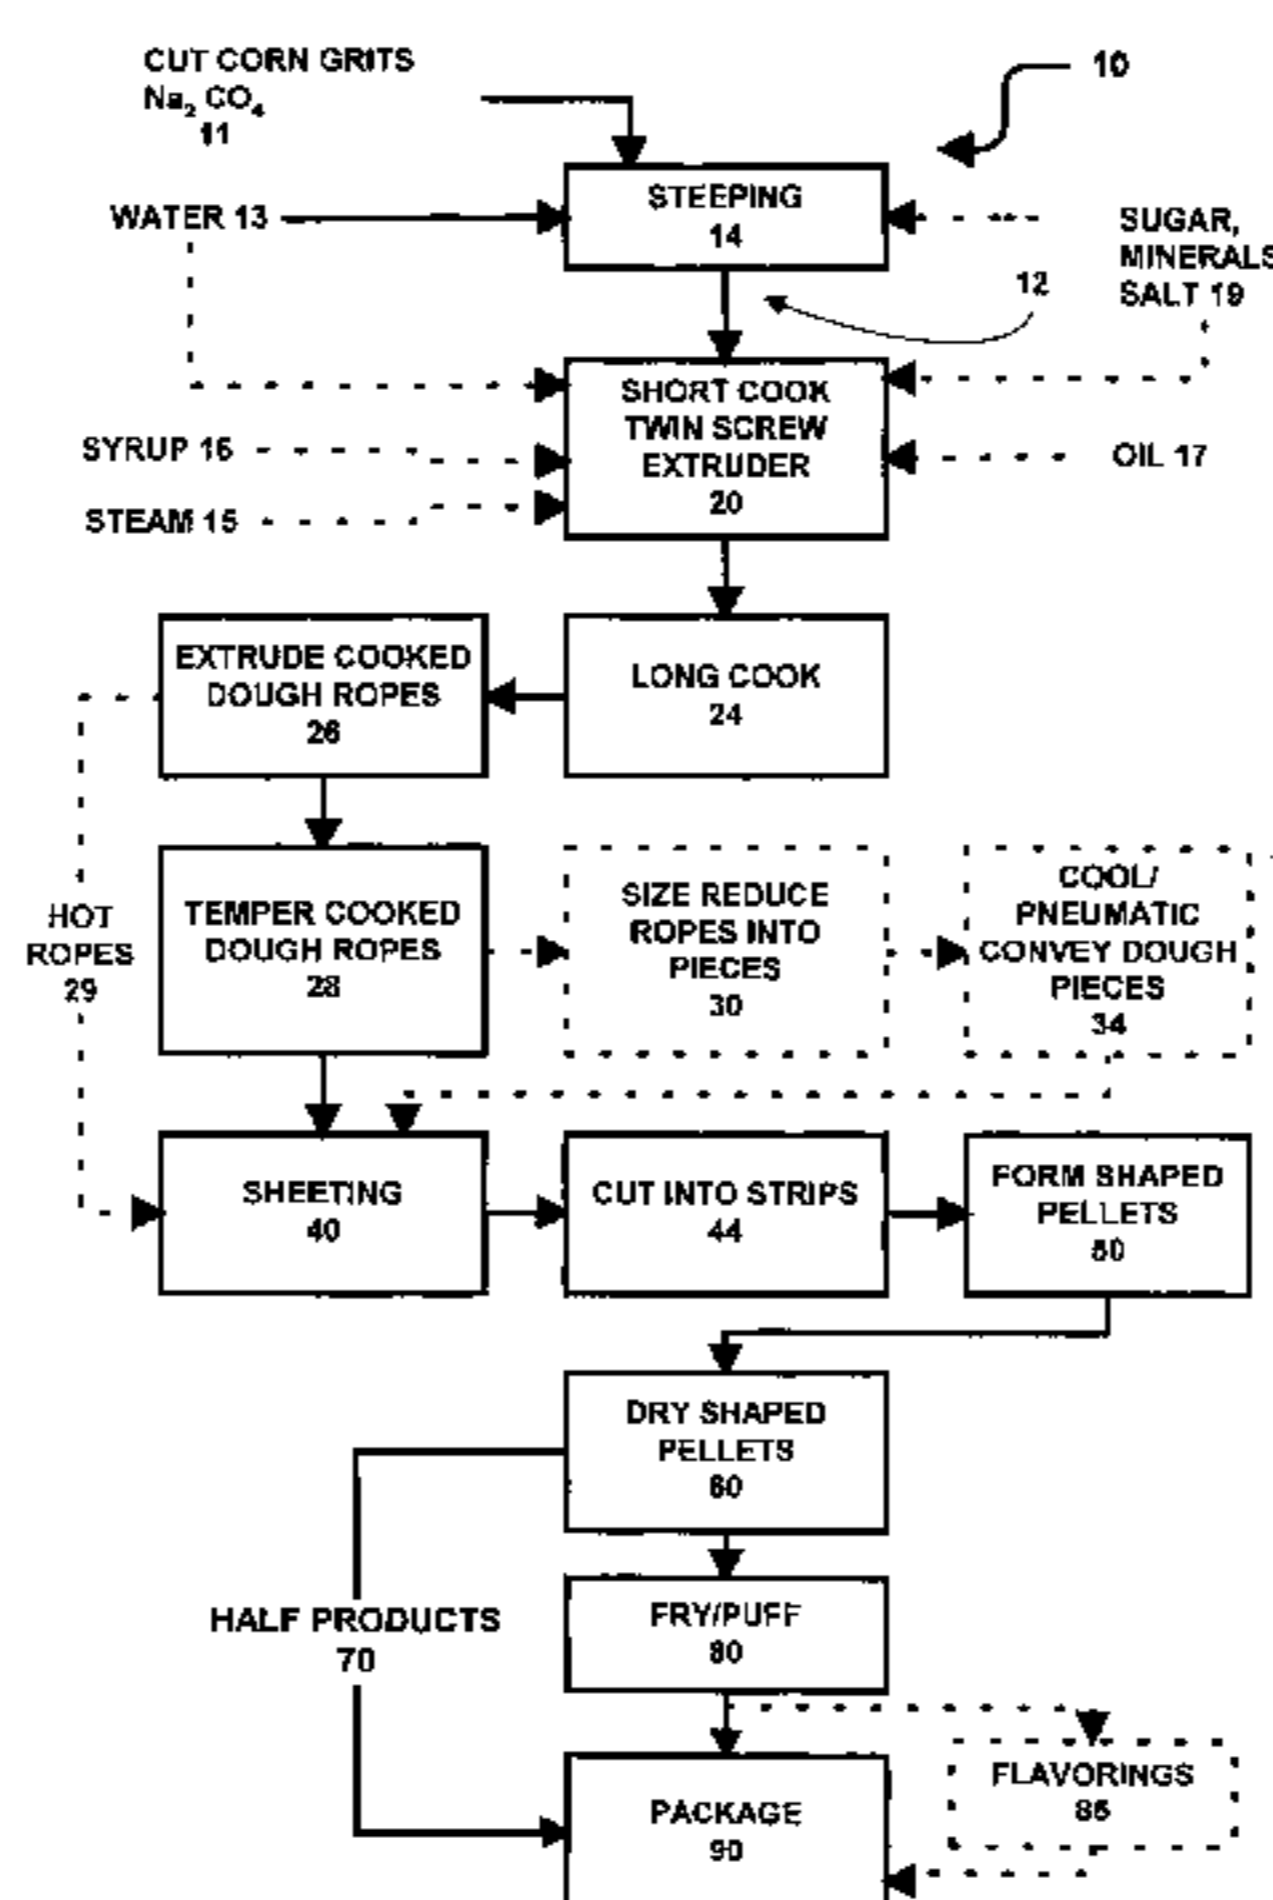 CUT CORN GRITS
Na₂ CO₄
11
10
STEEPING
14
WATER 13
SUGAR,
MINERALS
SALT 19
12
SHORT COOK
TWIN SCREW
EXTRUDER
20
SYRUP 16
OIL 17
STEAM 15
EXTRUDE COOKED
DOUGH ROPES
26
LONG COOK
24
HOT
ROPES
29
TEMPER COOKED
DOUGH ROPES
28
SIZE REDUCE
ROPES INTO
PIECES
30
COOL/
PNEUMATIC
CONVEY DOUGH
PIECES
34
SHEETING
40
CUT INTO STRIPS
44
FORM SHAPED
PELLETS
50
DRY SHAPED
PELLETS
60
HALF PRODUCTS
70
FRY/PUFF
80
FLAVORINGS
85
PACKAGE
90